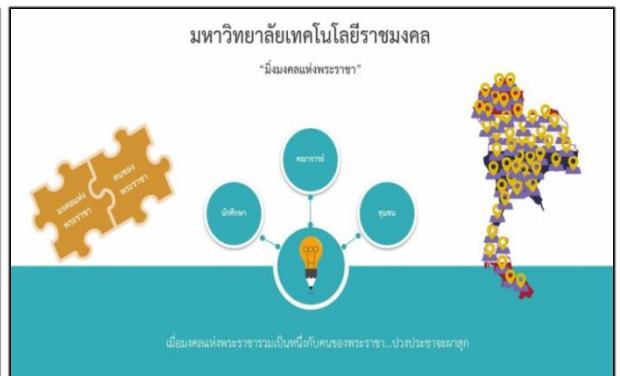 มหาวิทยาลัยเทคโนโลยีราชมงคล
“มิ่งมงคลแห่งพระราชา”
มงคลแห่ง
พระราชา
คนของ
พระราชา
คณาจารย์
นักศึกษา
ชุมชน
เมื่อมงคลแห่งพระราชารวมเป็นหนึ่งกับคนของพระราชา...ปวงประชาจะผาสุก